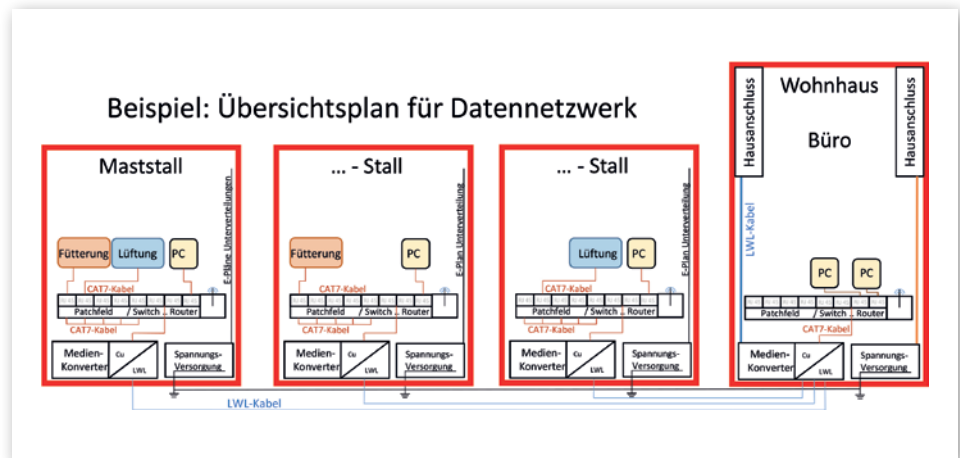 Beispiel: Übersichtsplan für Datennetzwerk
Maststall
E-Pläne Unterverteilungen
Fütterung
Lüftung
PC
CAT7-Kabel
Patchfeld / Switch Router
CAT7-Kabel
Medien-
Konverter
Cu
LWL
Spannungs-
Versorgung
... - Stall
E-Plan Unterverteilung
Fütterung
PC
CAT7-Kabel
Patchfeld / Switch Router
CAT7-Kabel
Medien-
Konverter
Cu
LWL
Spannungs-
Versorgung
... - Stall
E-Plan Unterverteilung
Lüftung
PC
CAT7-Kabel
Patchfeld / Switch Router
CAT7-Kabel
Medien-
Konverter
Cu
LWL
Spannungs-
Versorgung
Hausanschluss
Wohnhaus
Büro
Hausanschluss
LWL-Kabel
PC
PC
Patchfeld / Switch Router
CAT7-Kabel
Medien-
Konverter
Cu
LWL
Spannungs-
Versorgung
LWL-Kabel